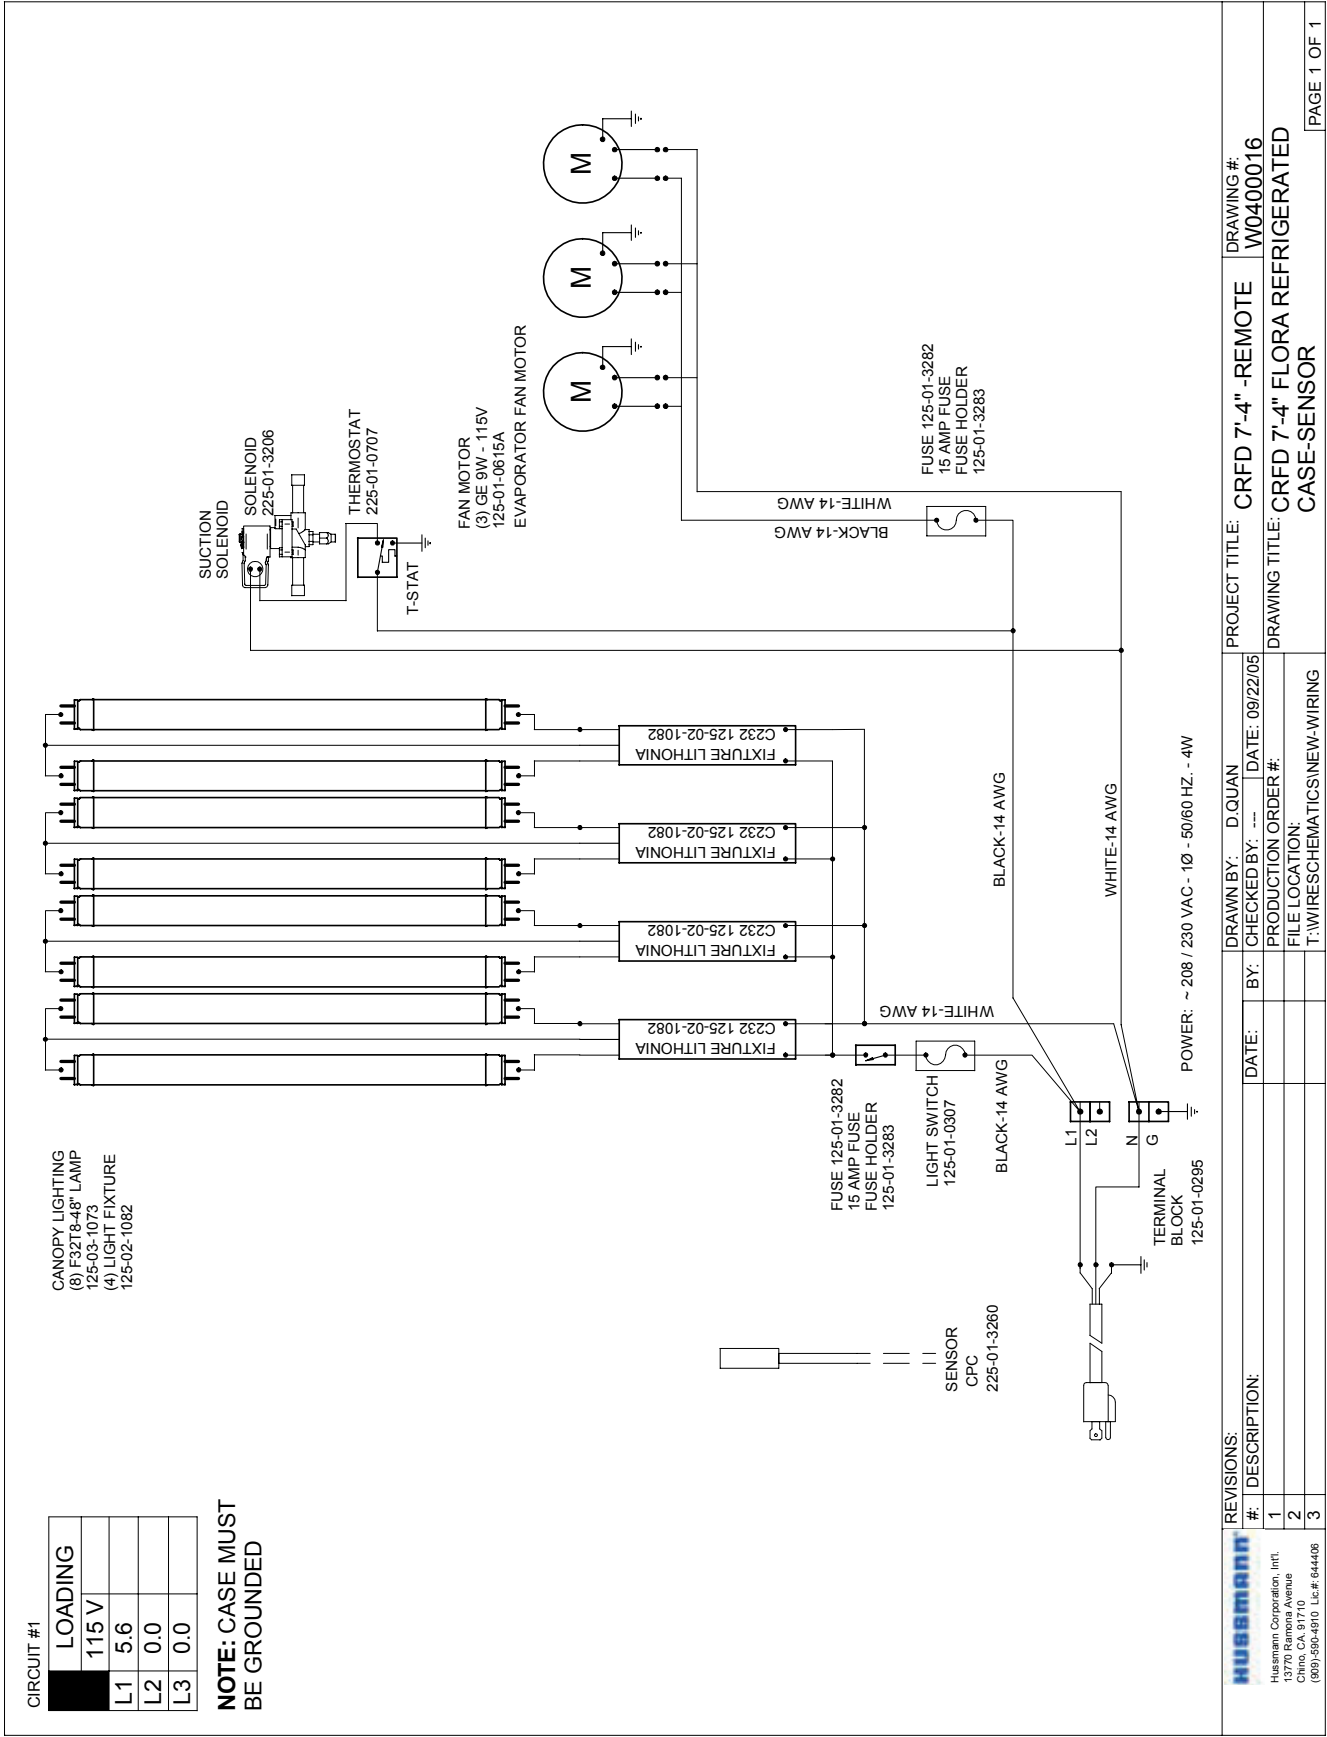 CIRCUIT #1
LOADING
115 V
L1 5.6
L2 0.0
L3 0.0
NOTE: CASE MUST
BE GROUNDED
CANOPY LIGHTING
(8) F32T8-48" LAMP
125-03-1073
(4) LIGHT FIXTURE
125-02-1082
SUCTION
SOLENOID
SOLENOID
225-01-3206
THERMOSTAT
225-01-0707
T-STAT
FAN MOTOR
(3) GE 9W - 115V
125-01-0615A
EVAPORATOR FAN MOTOR
M
M
M
FIXTURE LITHONIA
C232 125-02-1082
FIXTURE LITHONIA
C232 125-02-1082
FIXTURE LITHONIA
C232 125-02-1082
FIXTURE LITHONIA
C232 125-02-1082
WHITE-14 AWG
BLACK-14 AWG
FUSE 125-01-3282
15 AMP FUSE
FUSE HOLDER
125-01-3283
FUSE 125-01-3282
15 AMP FUSE
FUSE HOLDER
125-01-3283
LIGHT SWITCH
125-01-0307
WHITE-14 AWG
BLACK-14 AWG
BLACK-14 AWG
WHITE-14 AWG
SENSOR
CPC
225-01-3260
L1
L2
N
G
TERMINAL
BLOCK
125-01-0295
POWER: ~ 208 / 230 VAC - 1Ø - 50/60 HZ. - 4W
HUSSMANN
Hussmann Corporation, Int'l.
13770 Ramona Avenue
Chino, CA. 91710
(909)-590-4910 Lic.#: 644406
REVISIONS:
#: DESCRIPTION: DATE: BY:
1
2
3
DRAWN BY: D.QUAN
CHECKED BY: --- DATE: 09/22/05
PRODUCTION ORDER #:
FILE LOCATION:
T:\WIRESCHEMATICS\NEW-WIRING
PROJECT TITLE: CRFD 7'-4" -REMOTE
DRAWING #:
W0400016
DRAWING TITLE: CRFD 7'-4" FLORA REFRIGERATED
CASE-SENSOR
PAGE 1 OF 1